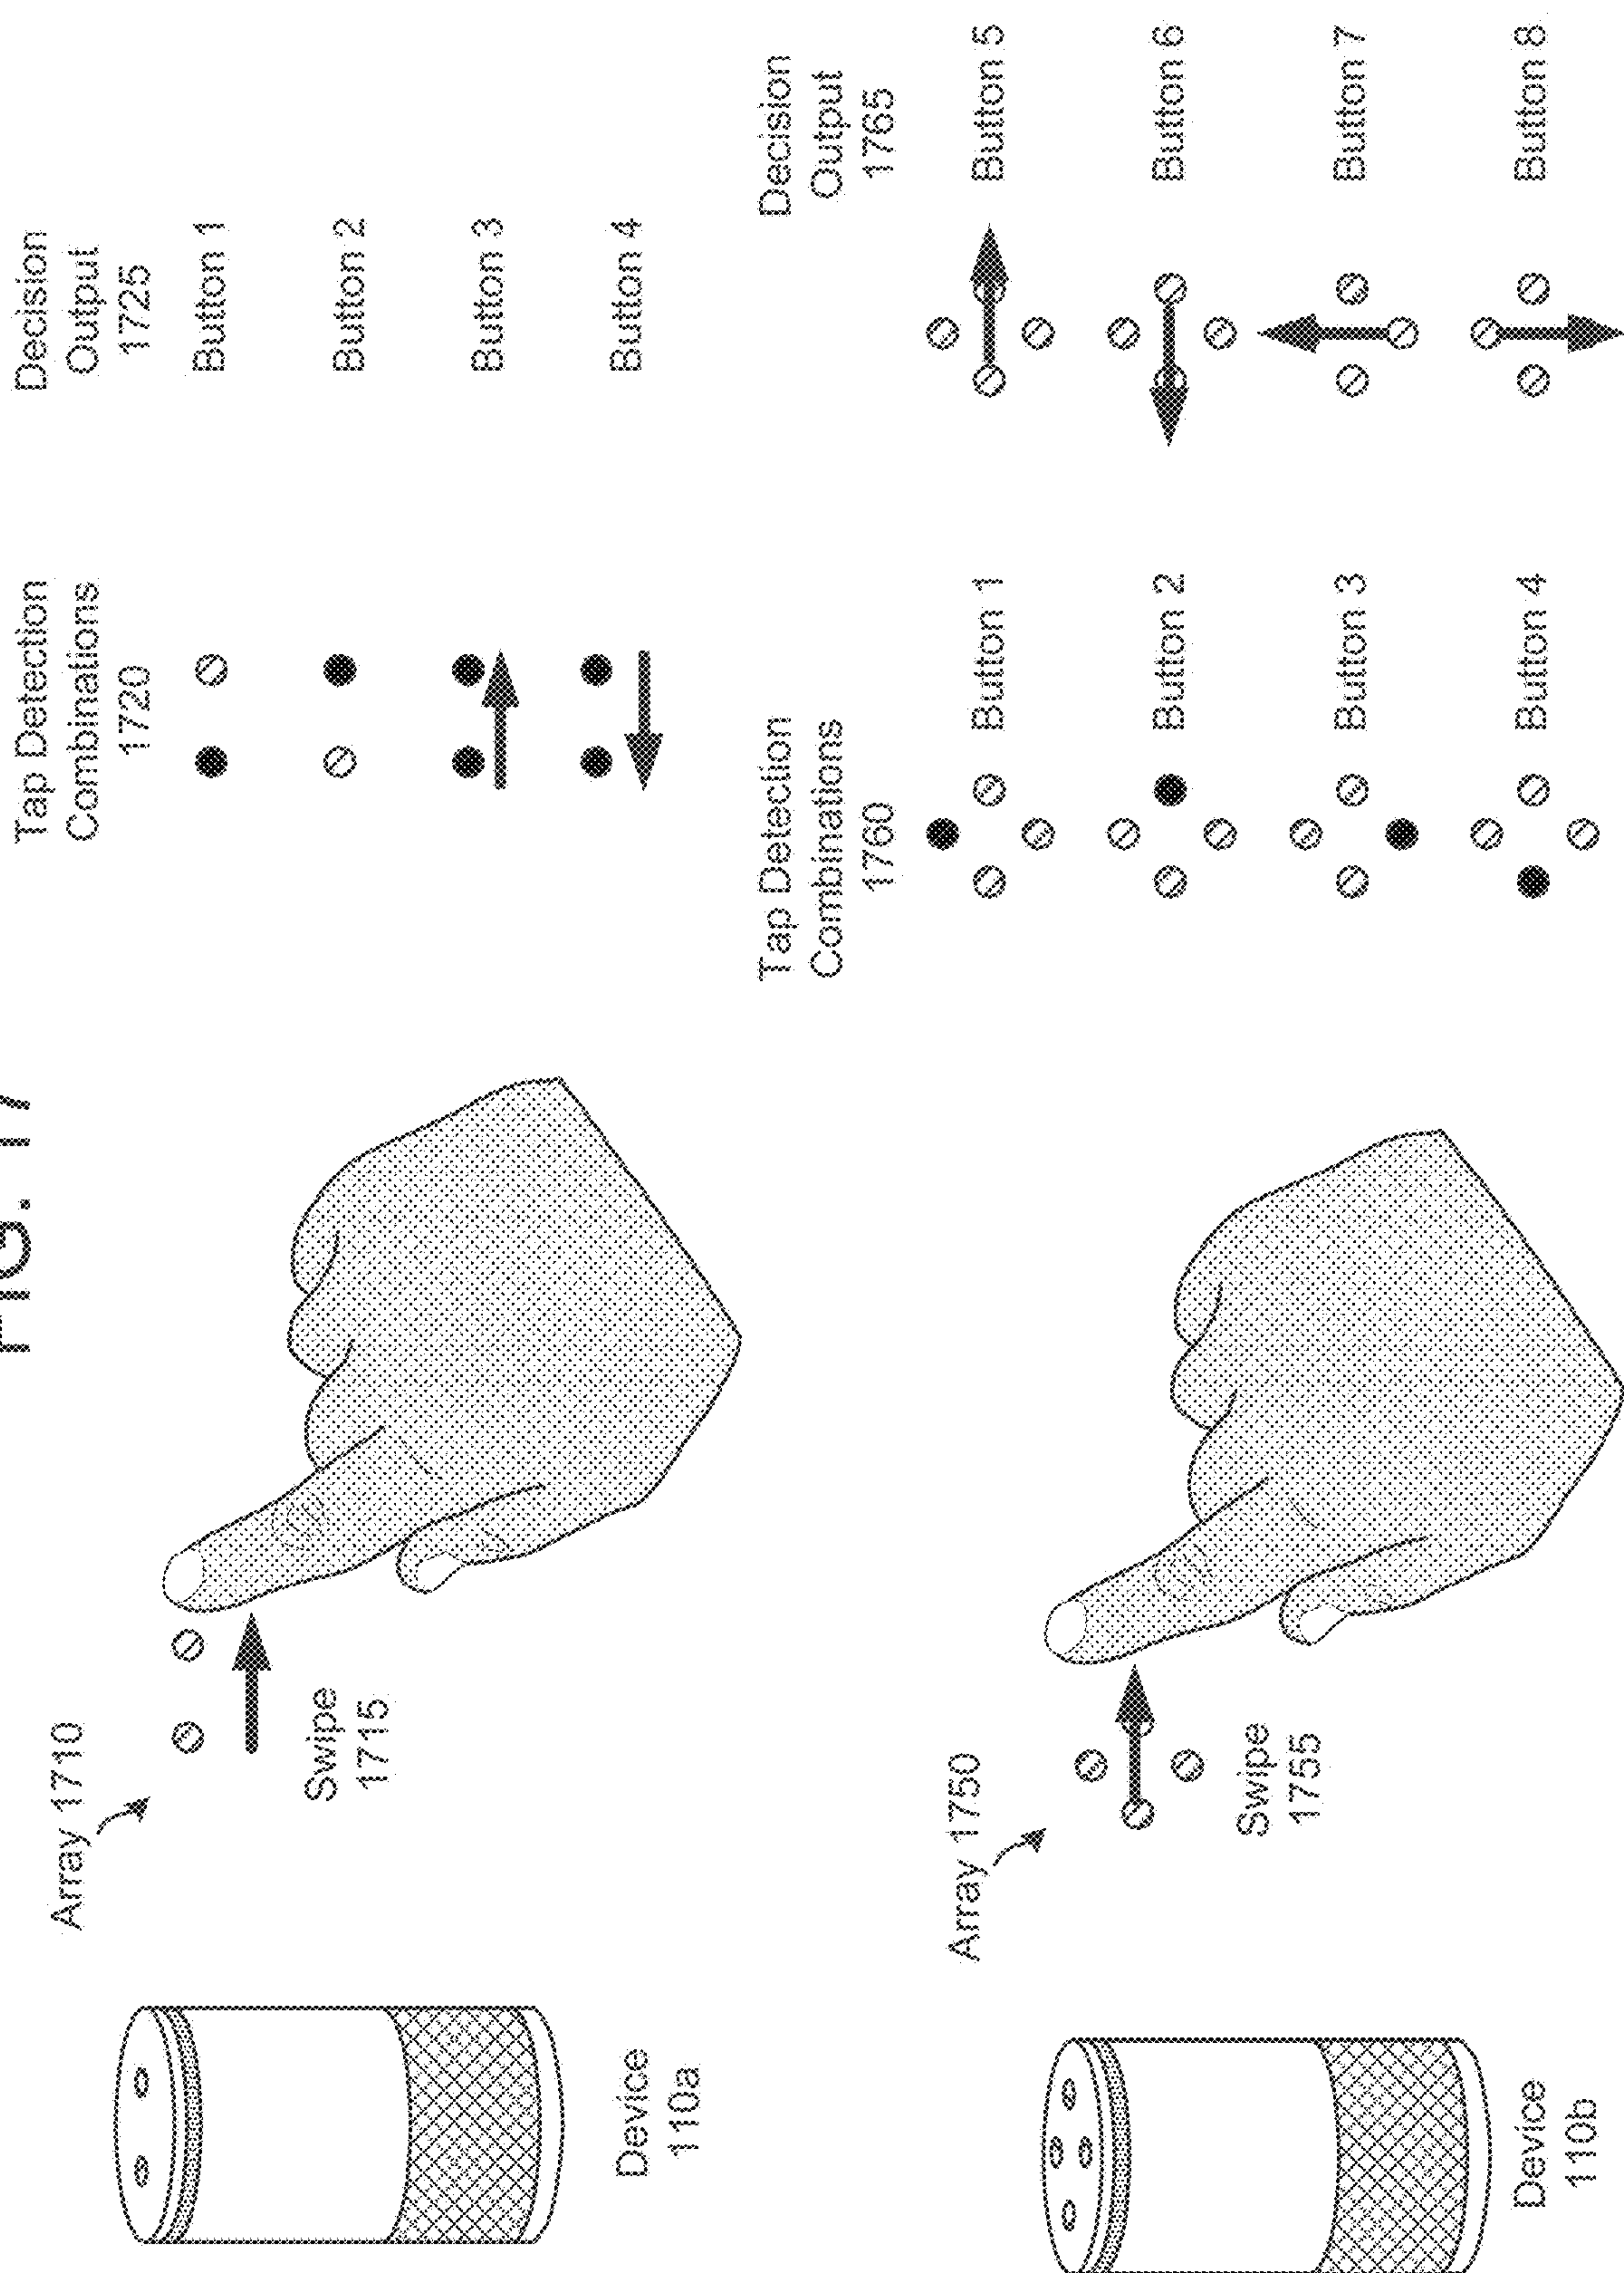 FIG. 17
Array 1710
Swipe
1715
Device
110a
Tap Detection
Combinations
1720
Decision
Output
1725
Button 1
Button 2
Button 3
Button 4
Array 1750
Swipe
1755
Device
110b
Tap Detection
Combinations
1760
Button 1
Button 2
Button 3
Button 4
Decision
Output
1765
Button 5
Button 6
Button 7
Button 8